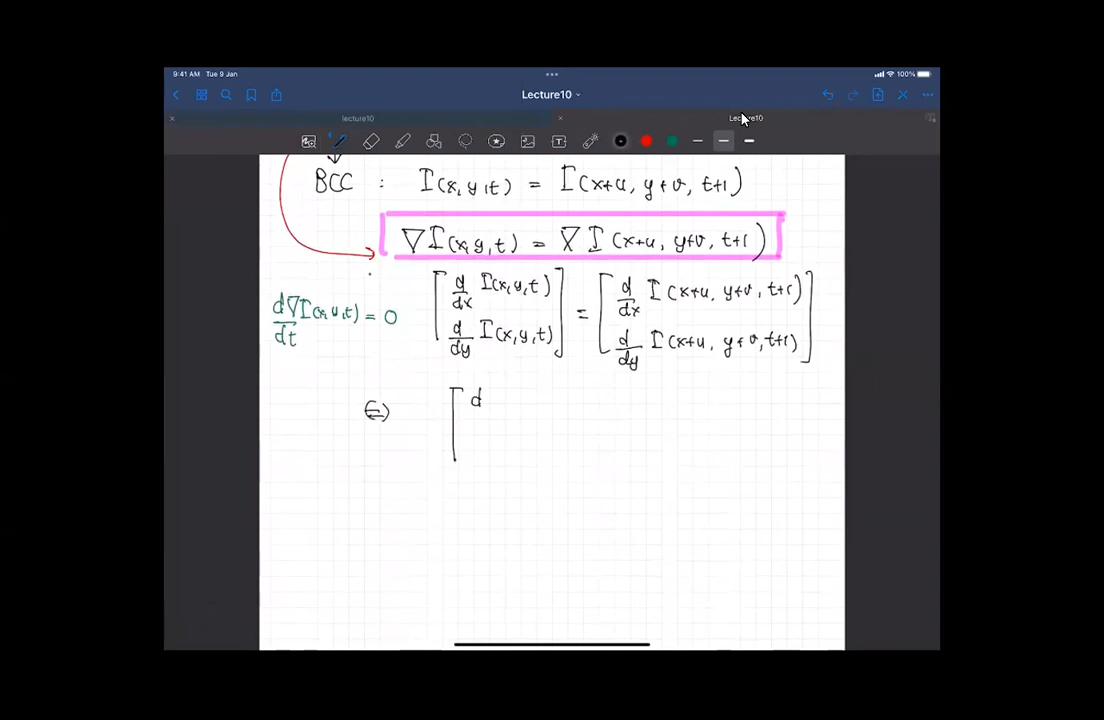 9:41 AM Tue 9 Jan
100%
Lecture10
lecture10
Lecture10
BCC : I(x,y,t) = I(x+u, y+v, t+1)
∇I(x,y,t) = ∇I(x+u, y+v, t+1)
d∇I(x,y,t)/dt = 0
[ d/dx I(x,y,t) ] = [ d/dx I(x+u, y+v, t+1) ]
[ d/dy I(x,y,t) ] [ d/dy I(x+u, y+v, t+1) ]
⇔ [ d